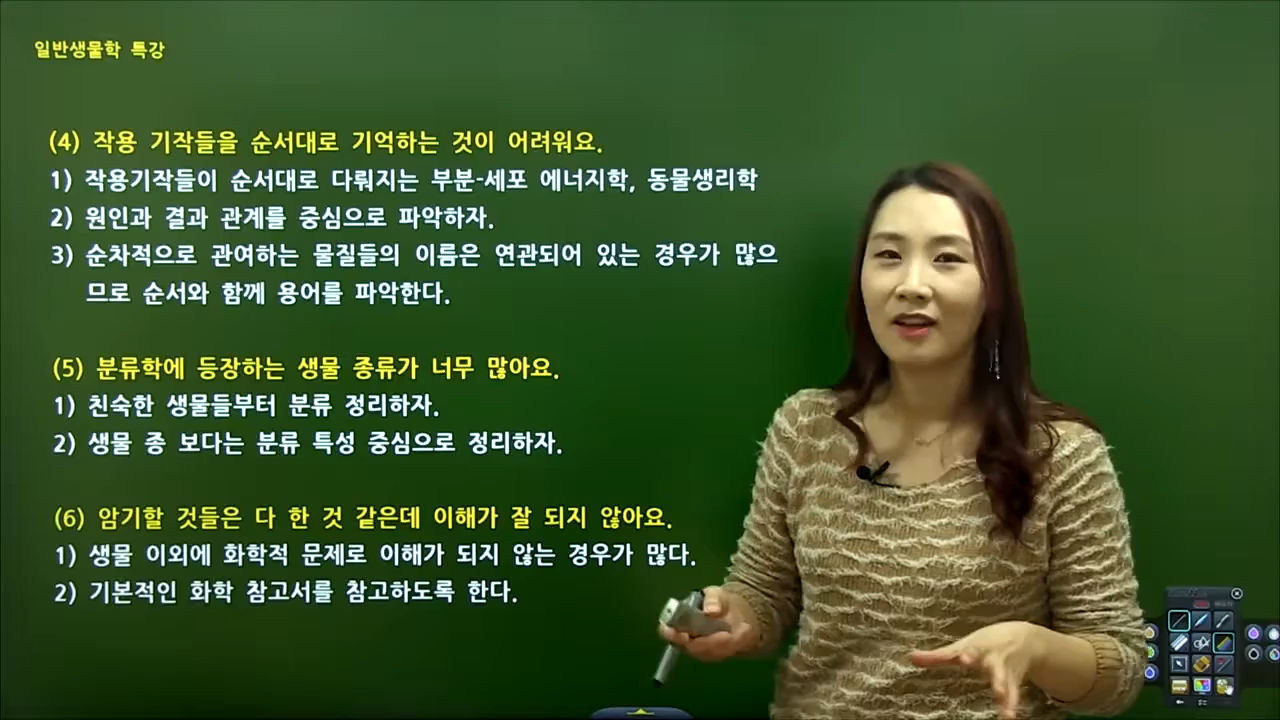 일반생물학 특강
(4) 작용 기작들을 순서대로 기억하는 것이 어려워요.
1) 작용기작들이 순서대로 다뤄지는 부분-세포 에너지학, 동물생리학
2) 원인과 결과 관계를 중심으로 파악하자.
3) 순차적으로 관여하는 물질들의 이름은 연관되어 있는 경우가 많으
므로 순서와 함께 용어를 파악한다.
(5) 분류학에 등장하는 생물 종류가 너무 많아요.
1) 친숙한 생물들부터 분류 정리하자.
2) 생물 종 보다는 분류 특성 중심으로 정리하자.
(6) 암기할 것들은 다 한 것 같은데 이해가 잘 되지 않아요.
1) 생물 이외에 화학적 문제로 이해가 되지 않는 경우가 많다.
2) 기본적인 화학 참고서를 참고하도록 한다.